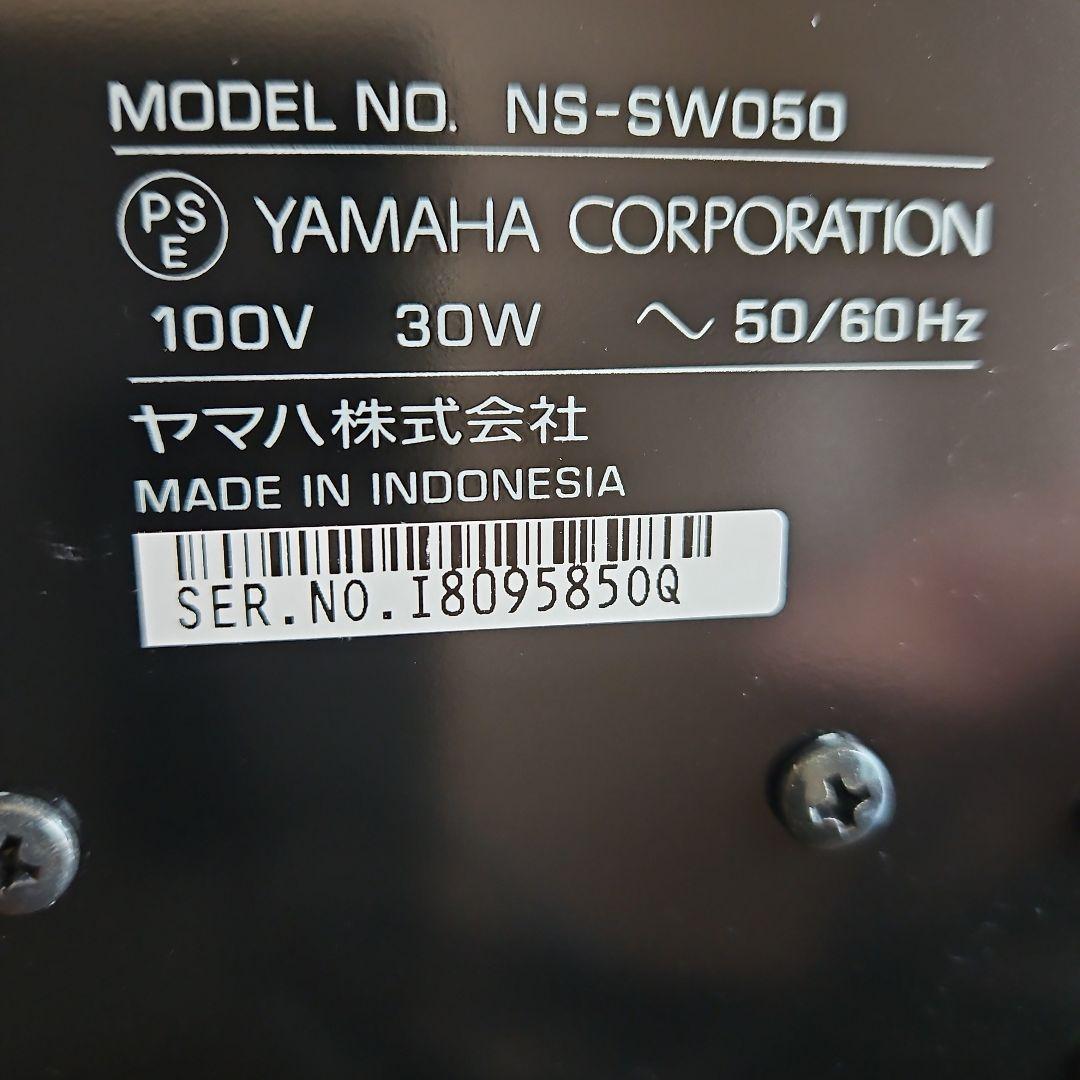 MODEL NO. NS-SW050
PSE YAMAHA CORPORATION
100V 30W ~ 50/60Hz
ヤマハ株式会社
MADE IN INDONESIA
SER.NO.I8095850Q